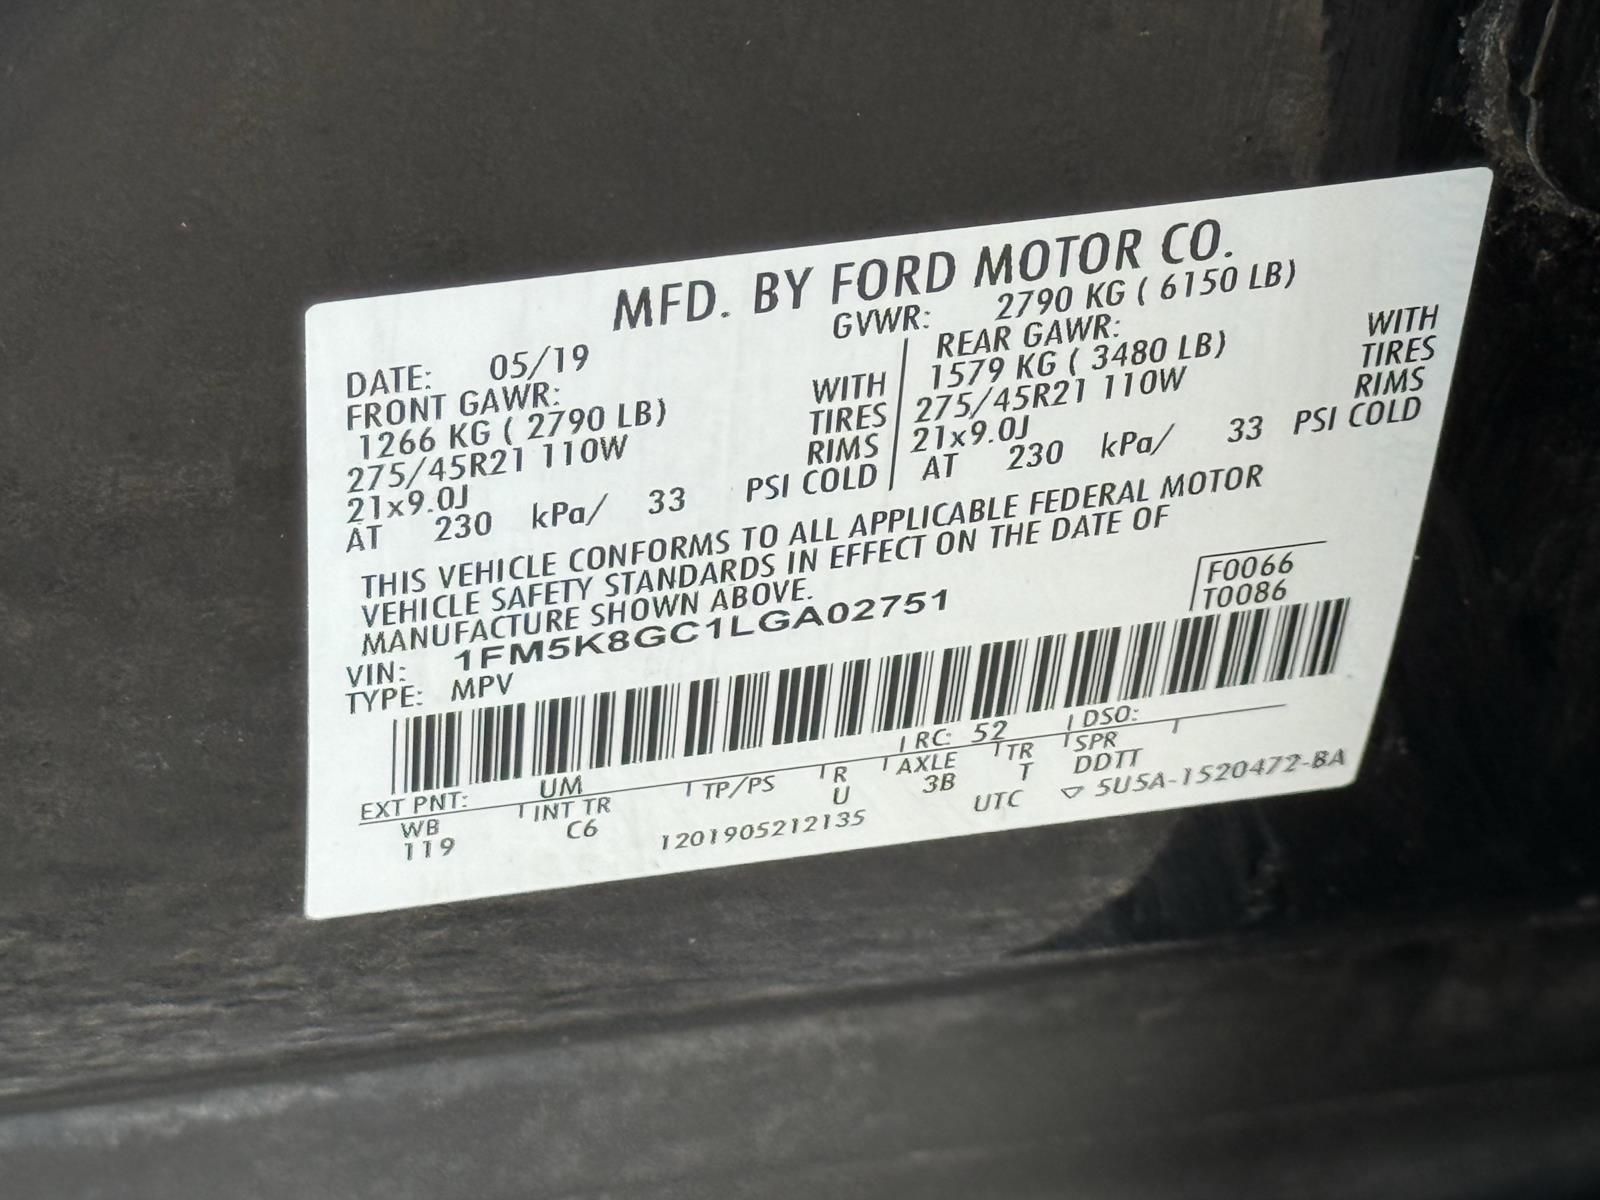 MFD. BY FORD MOTOR CO.
DATE: 05/19 GVWR: 2790 KG ( 6150 LB)
FRONT GAWR: REAR GAWR:
1266 KG ( 2790 LB) WITH 1579 KG ( 3480 LB) WITH
275/45R21 110W TIRES 275/45R21 110W TIRES
21x9.0J RIMS 21x9.0J RIMS
AT 230 kPa/ 33 PSI COLD AT 230 kPa/ 33 PSI COLD
THIS VEHICLE CONFORMS TO ALL APPLICABLE FEDERAL MOTOR
VEHICLE SAFETY STANDARDS IN EFFECT ON THE DATE OF
MANUFACTURE SHOWN ABOVE.
F0066
T0086
VIN: 1FM5K8GC1LGA02751
TYPE: MPV
EXT PNT: UM RC: 52 DSO:
WB INT TR TP/PS R AXLE TR SPR
119 C6 U 3B T DDTT
1201905212135 UTC ▽ 5U5A-1520472-BA